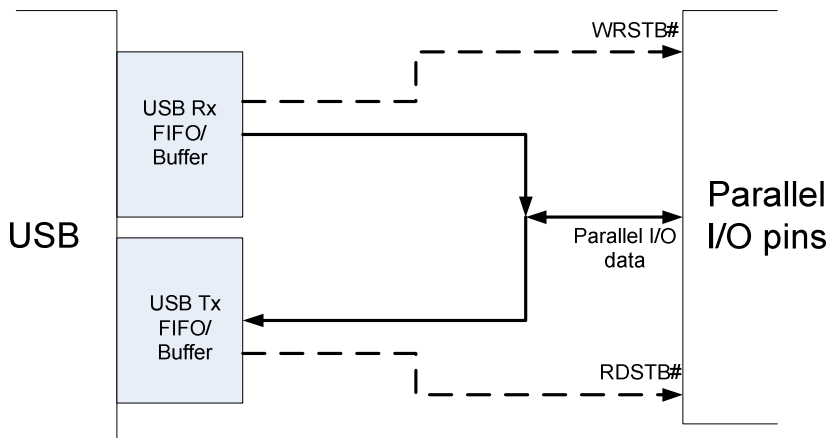 WRSTB#
USB Rx
FIFO/
Buffer
USB
Parallel
I/O pins
Parallel I/O
data
USB Tx
FIFO/
Buffer
RDSTB#